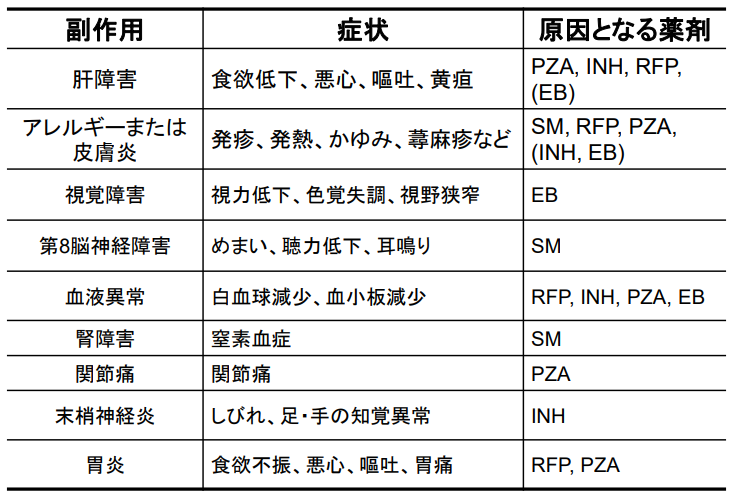 副作用 症状 原因となる薬剤
肝障害 食欲低下、悪心、嘔吐、黄疸 PZA, INH, RFP,
(EB)
アレルギーまたは
皮膚炎 発疹、発熱、かゆみ、蕁麻疹など SM, RFP, PZA,
(INH, EB)
視覚障害 視力低下、色覚失調、視野狭窄 EB
第8脳神経障害 めまい、聴力低下、耳鳴り SM
血液異常 白血球減少、血小板減少 RFP, INH, PZA, EB
腎障害 窒素血症 SM
関節痛 関節痛 PZA
末梢神経炎 しびれ、足・手の知覚異常 INH
胃炎 食欲不振、悪心、嘔吐、胃痛 RFP, PZA